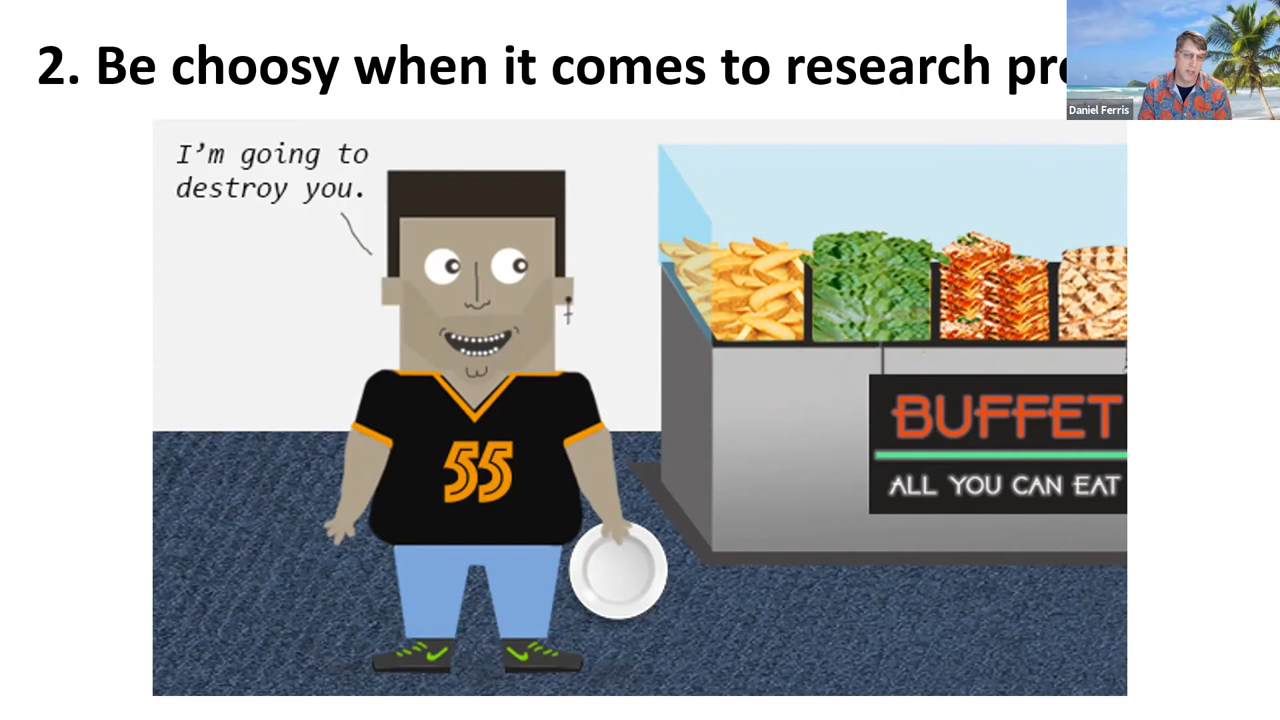 2. Be choosy when it comes to research
Daniel Ferris
I’m going to
destroy you.
55
BUFFET
ALL YOU CAN EAT